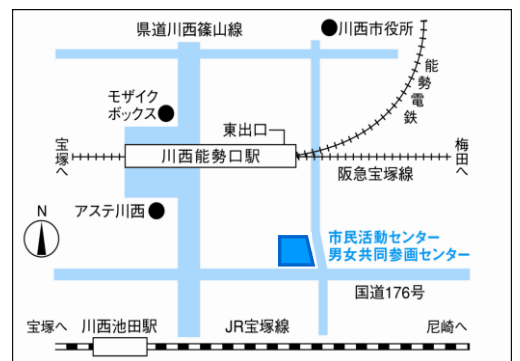 県道川西篠山線
川西市役所
能勢電鉄
モザイク
ボックス
東出口
宝塚へ
川西能勢口駅
阪急宝塚線
梅田へ
アステ川西
N
市民活動センター
男女共同参画センター
国道176号
宝塚へ
川西池田駅
JR宝塚線
尼崎へ